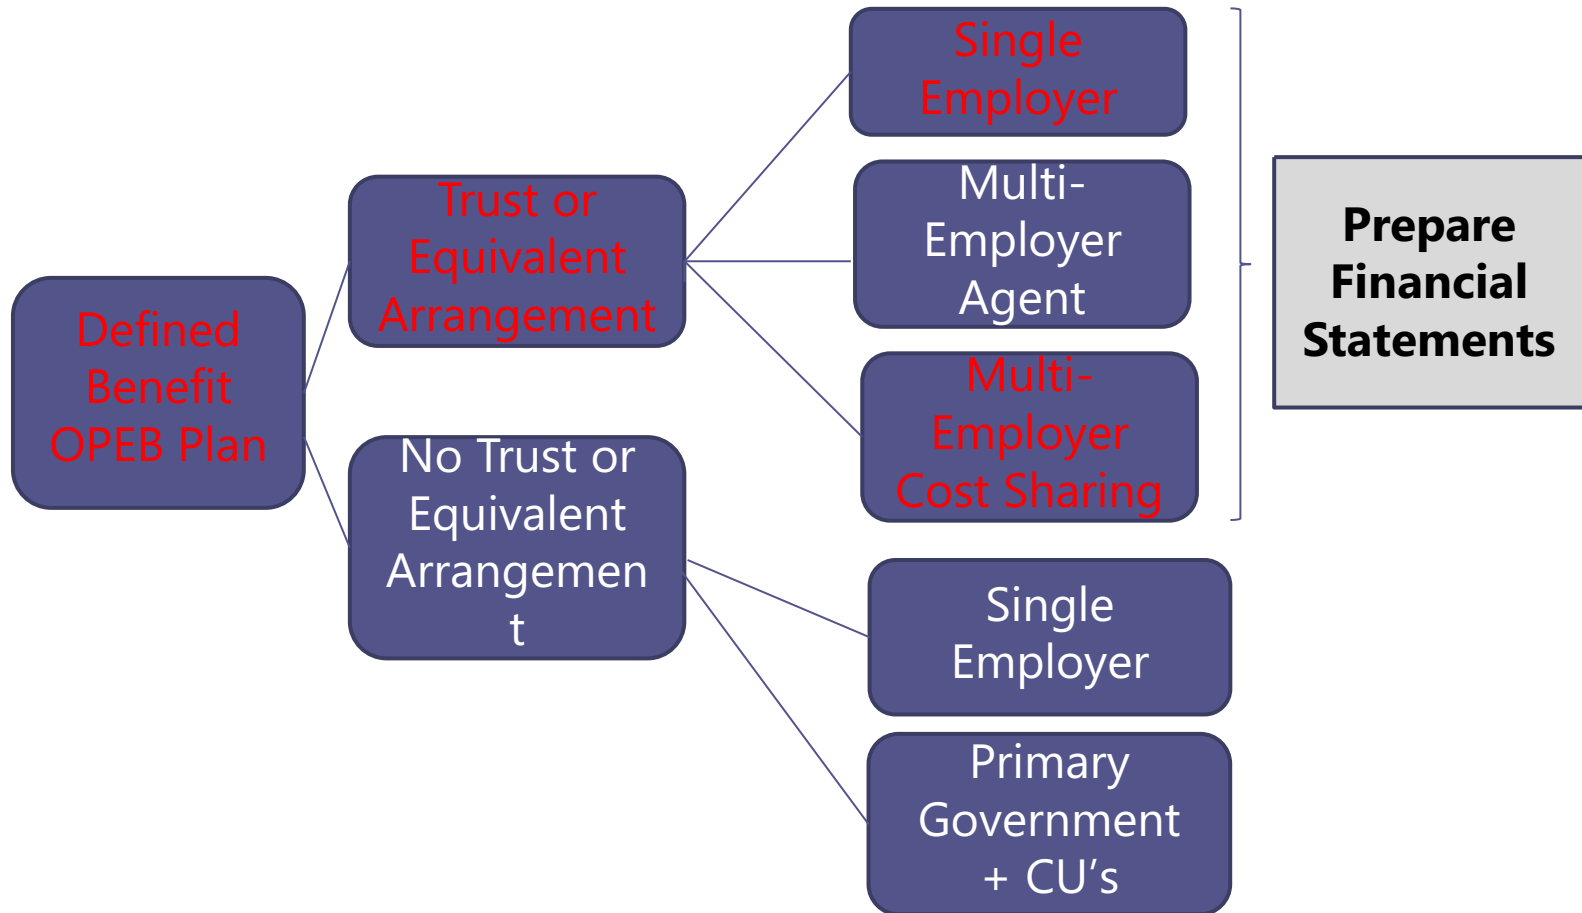 Defined
Benefit
OPEB Plan
Trust or
Equivalent
Arrangement
No Trust or
Equivalent
Arrangemen
t
Single
Employer
Multi-
Employer
Agent
Multi-
Employer
Cost Sharing
Single
Employer
Primary
Government
+ CU’s
Prepare
Financial
Statements